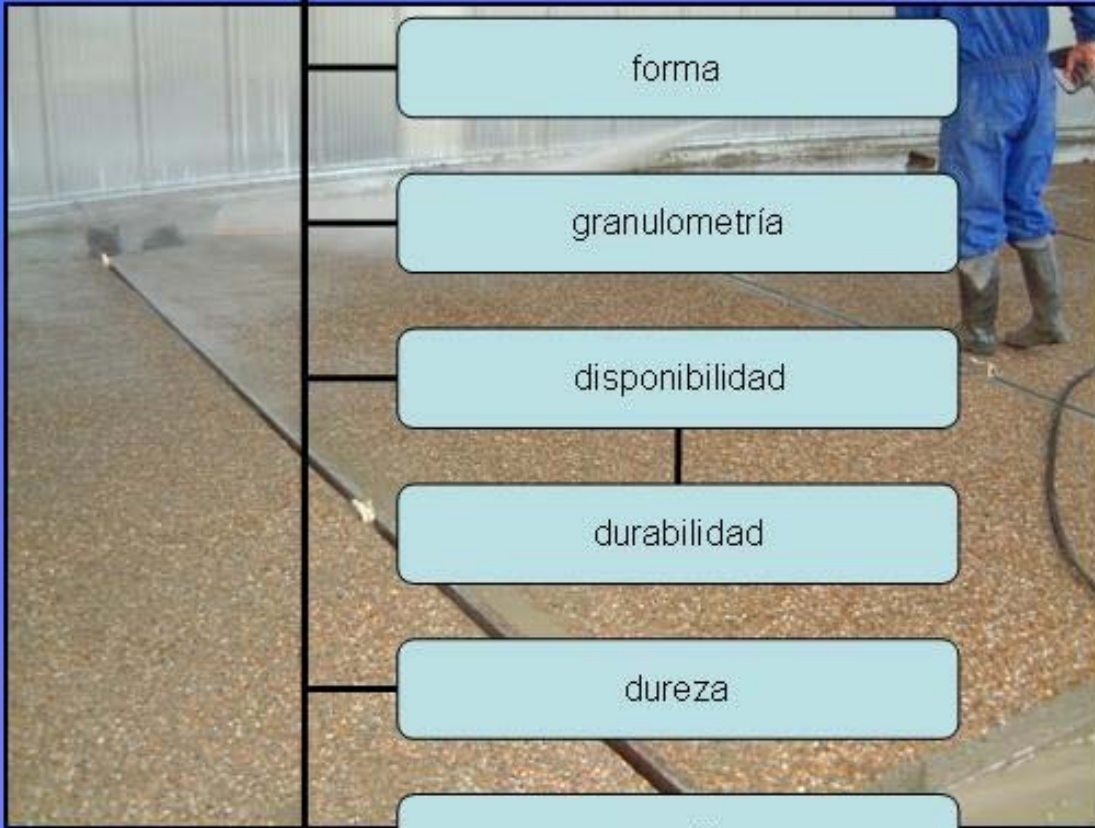 forma
granulometría
disponibilidad
durabilidad
dureza